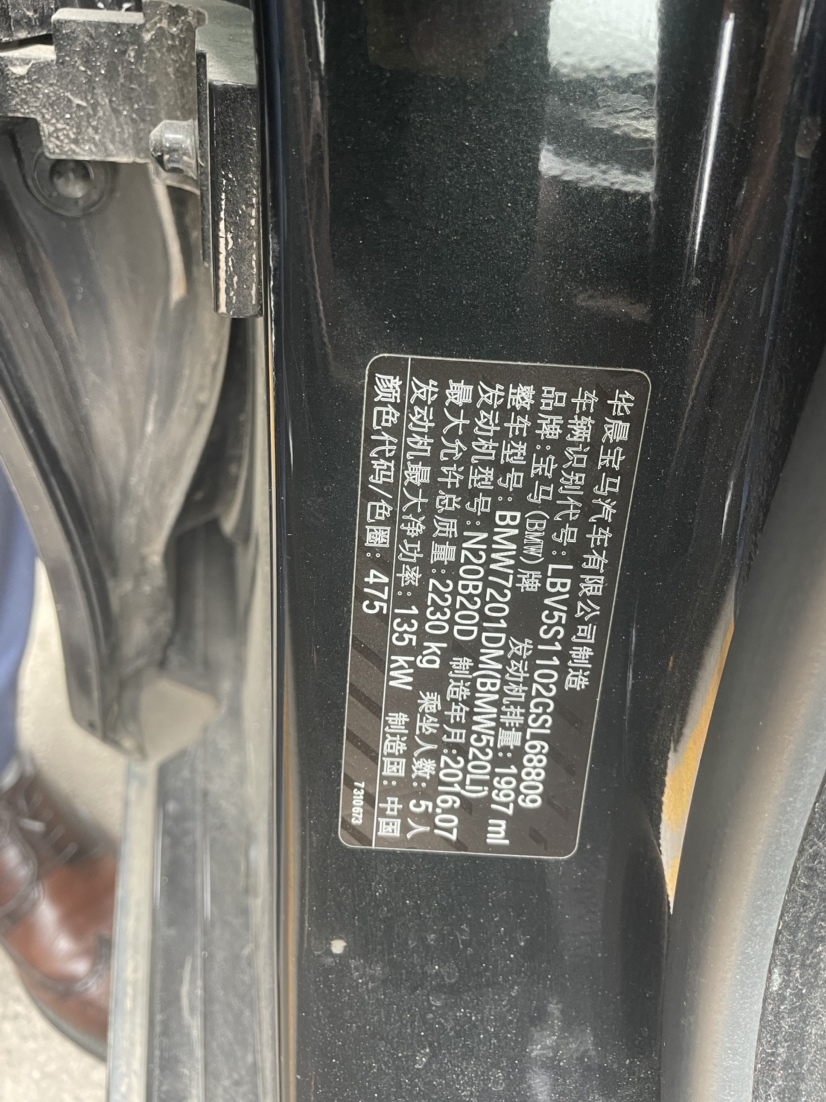 华晨宝马汽车有限公司制造
车辆识别代号:LBV5S1102GSL68809
品牌:宝马(BMW)牌 发动机排量:1997 ml
整车型号:BMW7201DM(BMW520Li)
发动机型号:N20B20D 制造年月:2016.07
最大允许总质量:2230 kg 乘坐人数:5人
发动机最大净功率:135 kW 制造国:中国
颜色代码/色圈:475
7310673